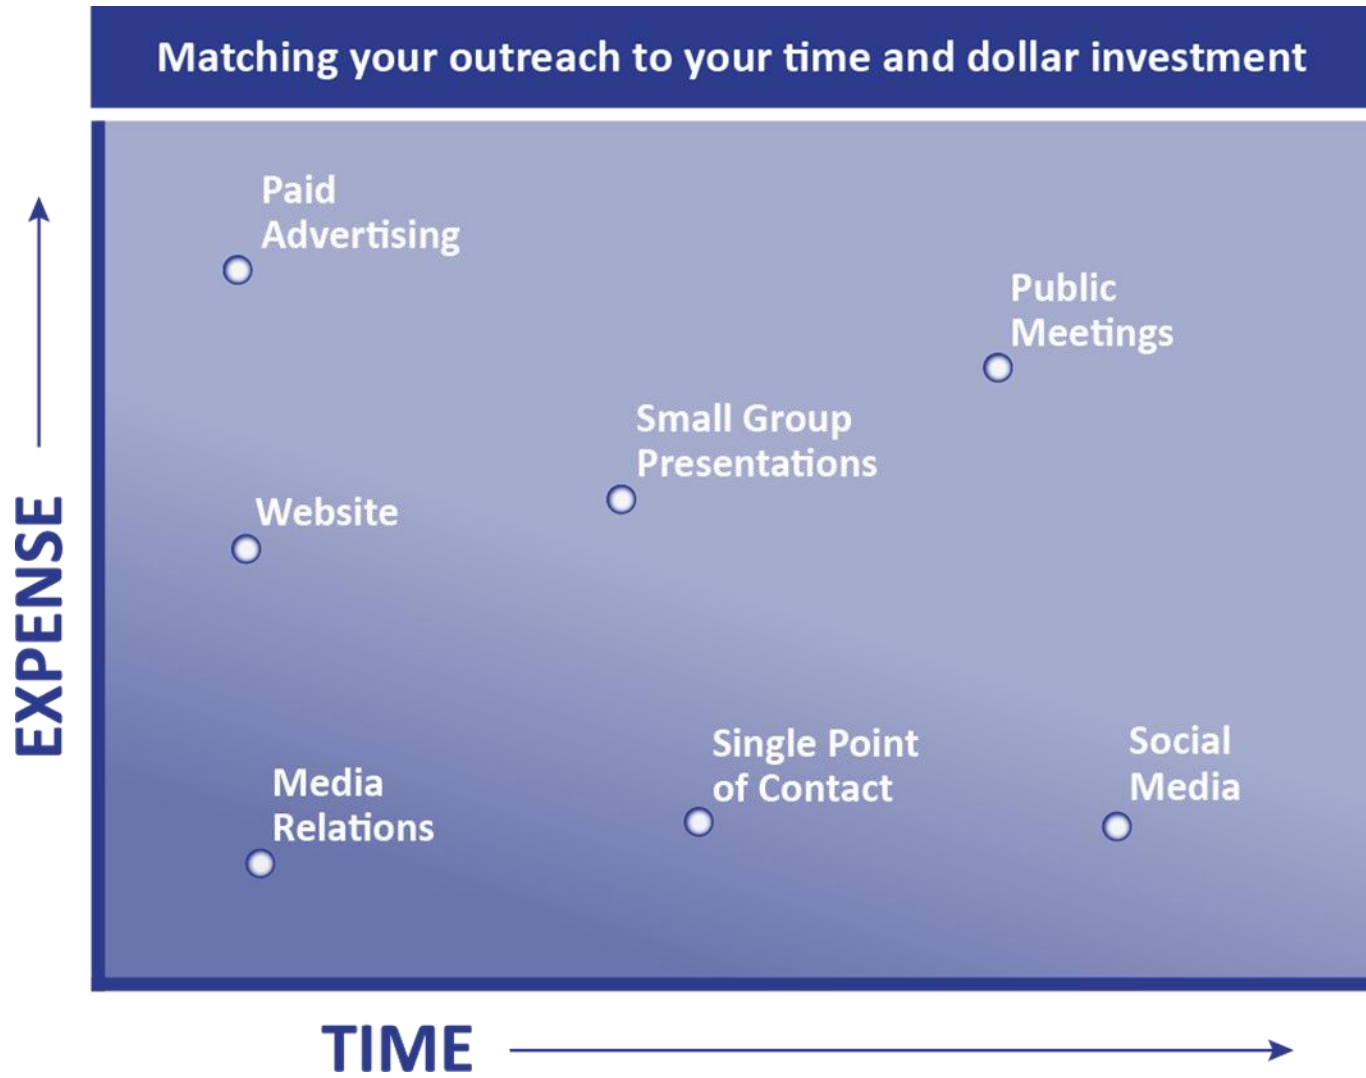 Matching your outreach to your time and dollar investment
Paid
Advertising
Public
Meetings
Small Group
Presentations
Website
EXPENSE
Single Point
of Contact
Social
Media
Media
Relations
TIME